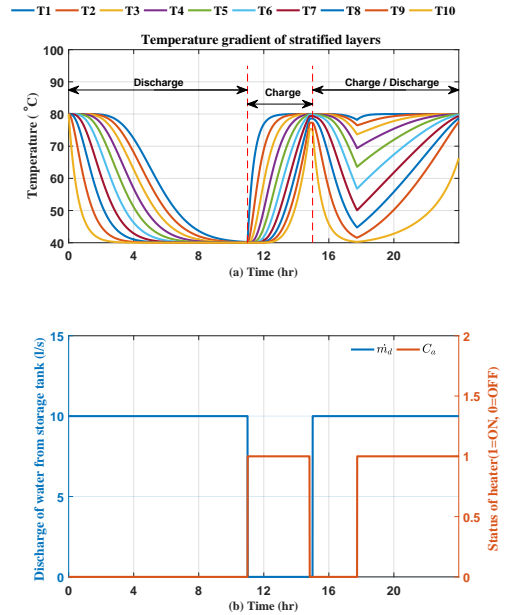 T1 T2 T3 T4 T5 T6 T7 T8 T9 T10
Temperature gradient of stratified layers
Temperature ( °C)
100
90
80
70
60
50
40
Discharge
Charge
Charge / Discharge
0 4 8 12 16 20
(a) Time (hr)
Discharge of water from storage tank (l/s)
15
10
5
0
ṁ_d C_a
2
1.5
1
0.5
0
Status of heater(1=ON, 0=OFF)
0 4 8 12 16 20
(b) Time (hr)